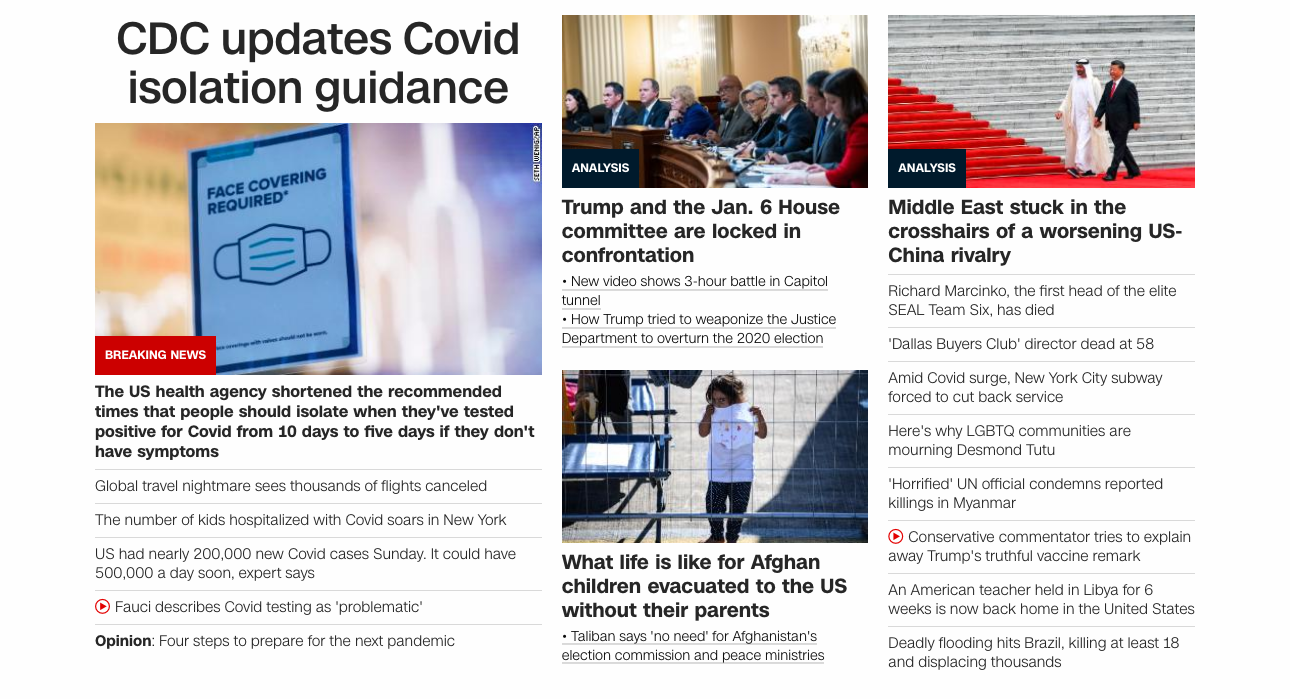 CDC updates Covid
isolation guidance
SETH WENIG/AP
FACE COVERING
REQUIRED*
face coverings with valves should not be worn.
BREAKING NEWS
The US health agency shortened the recommended
times that people should isolate when they've tested
positive for Covid from 10 days to five days if they don't
have symptoms
Global travel nightmare sees thousands of flights canceled
The number of kids hospitalized with Covid soars in New York
US had nearly 200,000 new Covid cases Sunday. It could have
500,000 a day soon, expert says
Fauci describes Covid testing as 'problematic'
Opinion: Four steps to prepare for the next pandemic
ANALYSIS
Trump and the Jan. 6 House
committee are locked in
confrontation
• New video shows 3-hour battle in Capitol
tunnel
• How Trump tried to weaponize the Justice
Department to overturn the 2020 election
What life is like for Afghan
children evacuated to the US
without their parents
• Taliban says 'no need' for Afghanistan's
election commission and peace ministries
ANALYSIS
Middle East stuck in the
crosshairs of a worsening US-
China rivalry
Richard Marcinko, the first head of the elite
SEAL Team Six, has died
'Dallas Buyers Club' director dead at 58
Amid Covid surge, New York City subway
forced to cut back service
Here's why LGBTQ communities are
mourning Desmond Tutu
'Horrified' UN official condemns reported
killings in Myanmar
Conservative commentator tries to explain
away Trump's truthful vaccine remark
An American teacher held in Libya for 6
weeks is now back home in the United States
Deadly flooding hits Brazil, killing at least 18
and displacing thousands